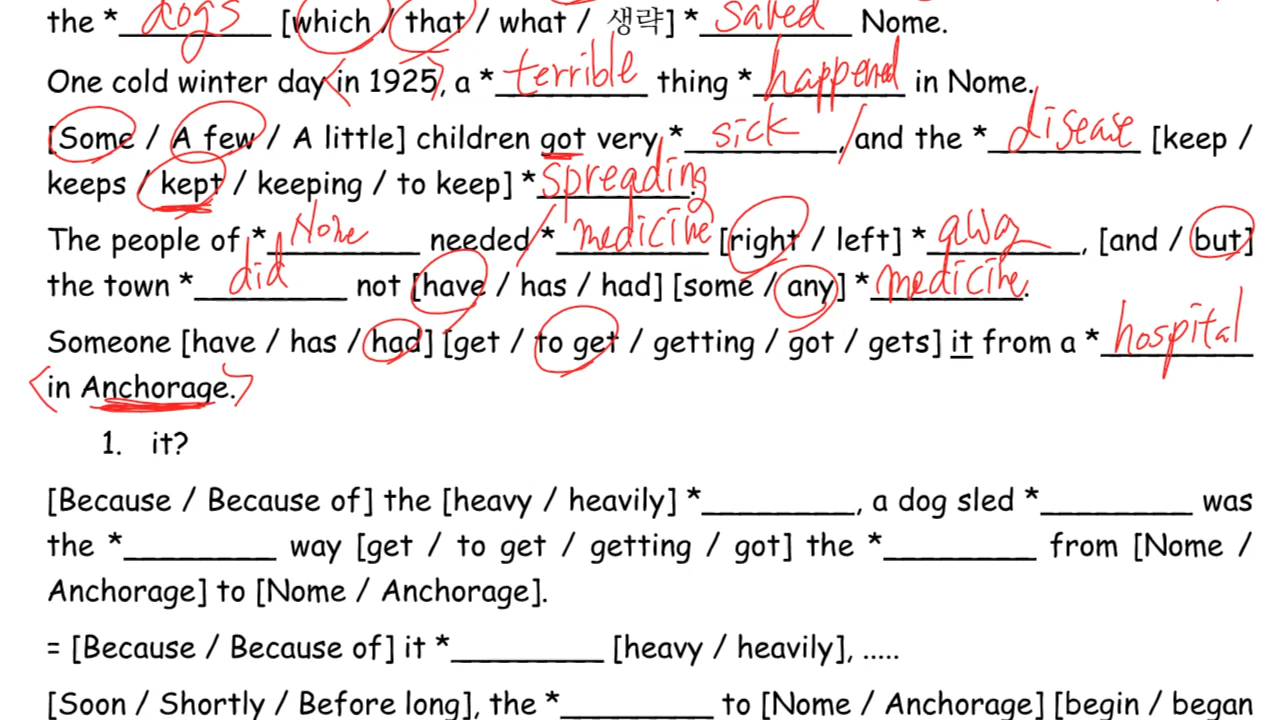 the * dogs [which / that / what / 생략] * saved Nome.
One cold winter day in 1925, a * terrible thing * happened in Nome.
[Some / A few / A little] children got very * sick, and the * disease [keep /
keeps / kept / keeping / to keep] * spreading.
The people of * Nome needed * medicine [right / left] * away, [and / but]
the town * did not [have / has / had] [some / any] * medicine.
Someone [have / has / had] [get / to get / getting / got / gets] it from a * hospital
<in Anchorage.>
1. it?
[Because / Because of] the [heavy / heavily] *_________, a dog sled *_________ was
the *_________ way [get / to get / getting / got] the *_________ from [Nome /
Anchorage] to [Nome / Anchorage].
= [Because / Because of] it *_________ [heavy / heavily], .....
[Soon / Shortly / Before long], the *_________ to [Nome / Anchorage] [begin / began